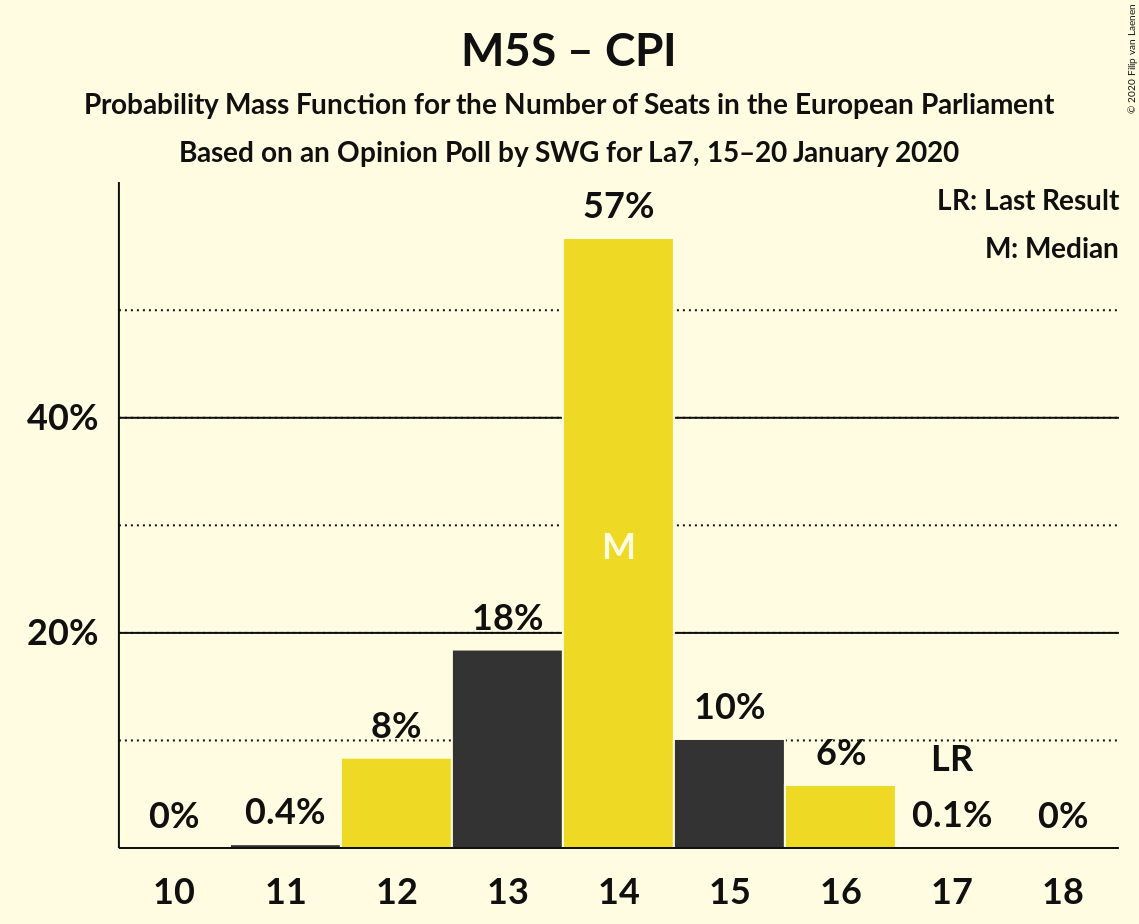 M5S – CPI
Probability Mass Function for the Number of Seats in the European Parliament
Based on an Opinion Poll by SWG for La7, 15–20 January 2020
© 2020 Filip van Laenen
LR: Last Result
M: Median
57%
40%
M
18%
20%
10%
8%
6%
LR
0%
0.4%
0.1%
0%
10 11 12 13 14 15 16 17 18